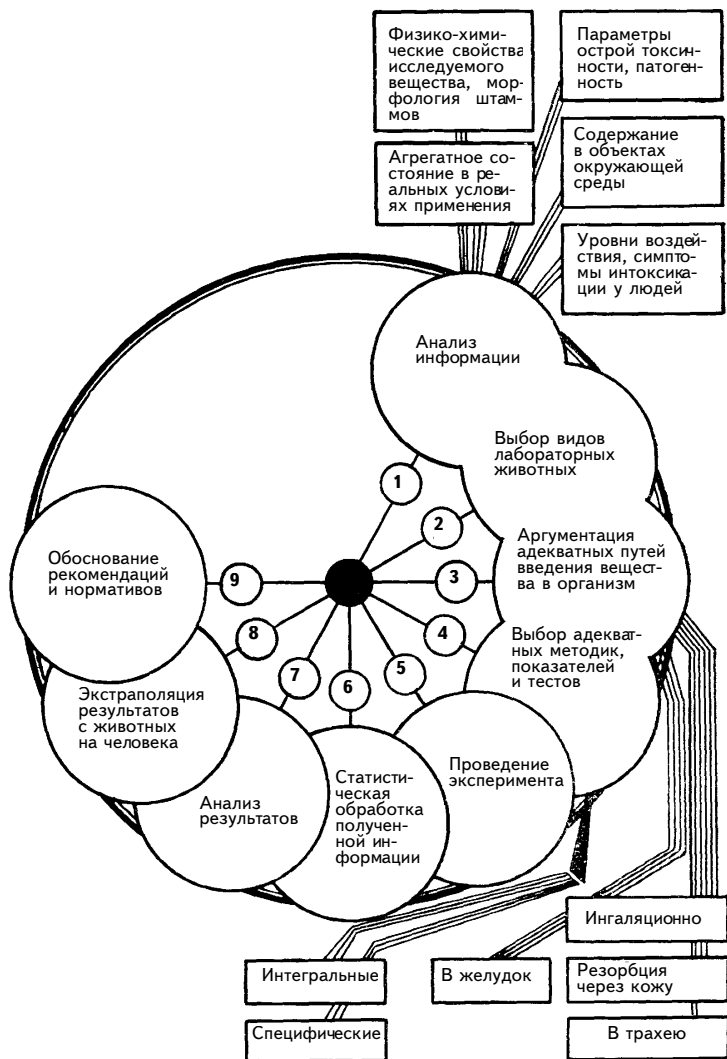 Физико-хими-
ческие свойства
исследуемого
вещества, мор-
фология штам-
мов
Параметры
острой токсич-
ности, патоген-
ность
Агрегатное со-
стояние в ре-
альных услови-
ях применения
Содержание
в объектах
окружающей
среды
Уровни воздей-
ствия, симпто-
мы интоксика-
ции у людей
Анализ
информации
Выбор видов
лабораторных
животных
Аргументация
адекватных путей
введения вещест-
ва в организм
Выбор адекват-
ных методик,
показателей
и тестов
Проведение
эксперимента
Статисти-
ческая
обработка
получен-
ной ин-
формации
Анализ
результатов
Экстраполяция
результатов
с животных
на человека
Обоснование
рекомендаций
и нормативов
1
2
3
4
5
6
7
8
9
Ингаляционно
Интегральные
В желудок
Резорбция
через кожу
Специфические
В трахею